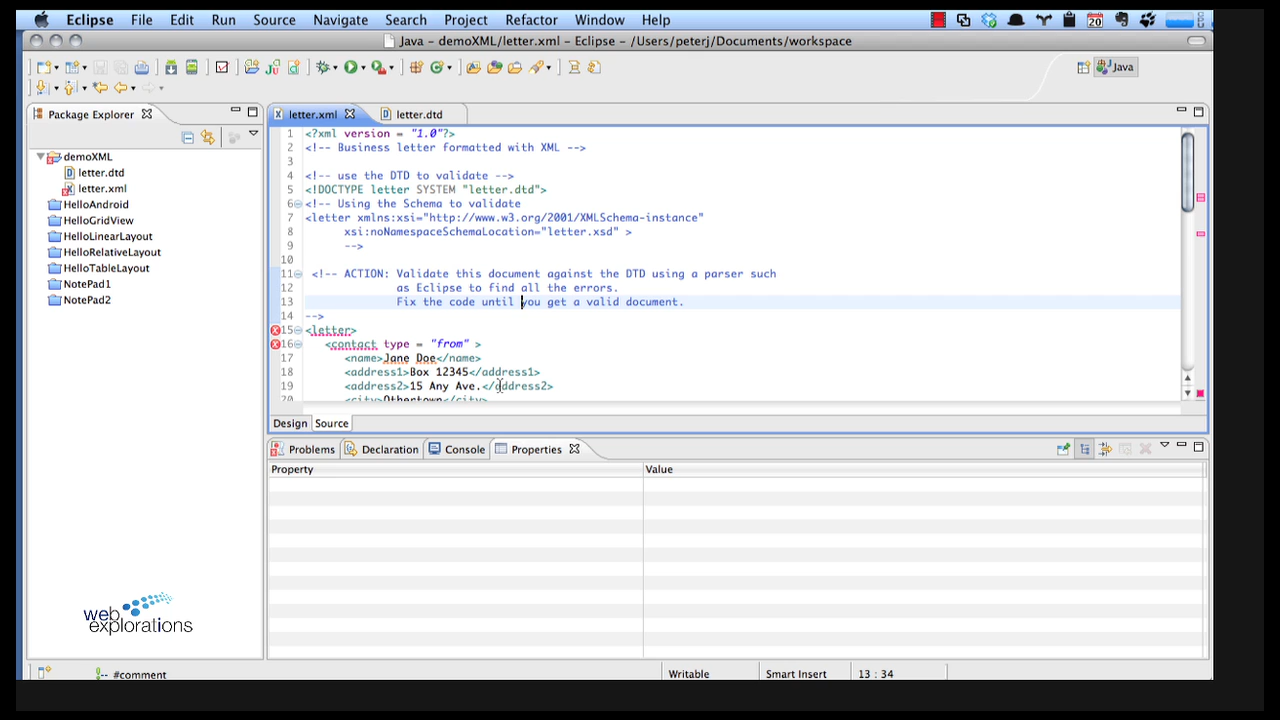 Eclipse File Edit Run Source Navigate Search Project Refactor Window Help
20
Java - demoXML/letter.xml - Eclipse - /Users/peterj/Documents/workspace
Java
Package Explorer
demoXML
letter.dtd
letter.xml
HelloAndroid
HelloGridView
HelloLinearLayout
HelloRelativeLayout
HelloTableLayout
NotePad1
NotePad2
web
explorations
letter.xml letter.dtd
1 <?xml version = "1.0"?>
2 <!-- Business letter formatted with XML -->
3
4 <!-- use the DTD to validate -->
5 <!DOCTYPE letter SYSTEM "letter.dtd">
6 <!-- Using the Schema to validate
7 <letter xmlns:xsi="http://www.w3.org/2001/XMLSchema-instance"
8 xsi:noNamespaceSchemaLocation="letter.xsd" >
9 -->
10
11 <!-- ACTION: Validate this document against the DTD using a parser such
12 as Eclipse to find all the errors.
13 Fix the code until you get a valid document.
14 -->
15 <letter>
16 <contact type = "from" >
17 <name>Jane Doe</name>
18 <address1>Box 12345</address1>
19 <address2>15 Any Ave.</address2>
20 <city>Othertown</city>
Design Source
Problems Declaration Console Properties
Property Value
#comment Writable Smart Insert 13 : 34